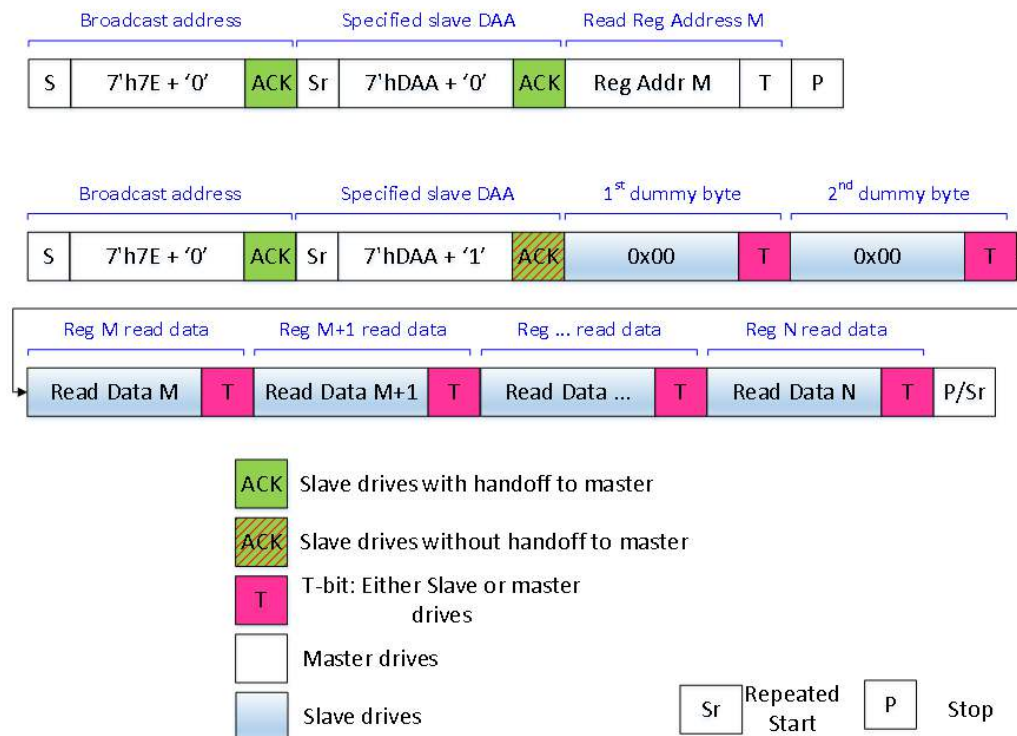 Broadcast address Specified slave DAA Read Reg Address M
S 7'h7E + ‘0’ ACK Sr 7'hDAA + ‘0’ ACK Reg Addr M T P
Broadcast address Specified slave DAA 1st dummy byte 2nd dummy byte
S 7'h7E + ‘0’ ACK Sr 7'hDAA + ‘1’ ACK 0x00 T 0x00 T
Reg M read data Reg M+1 read data Reg ... read data Reg N read data
Read Data M T Read Data M+1 T Read Data ... T Read Data N T P/Sr
ACK Slave drives with handoff to master
ACK Slave drives without handoff to master
T T-bit: Either Slave or master
drives
Master drives
Slave drives
Sr Repeated
Start
P Stop